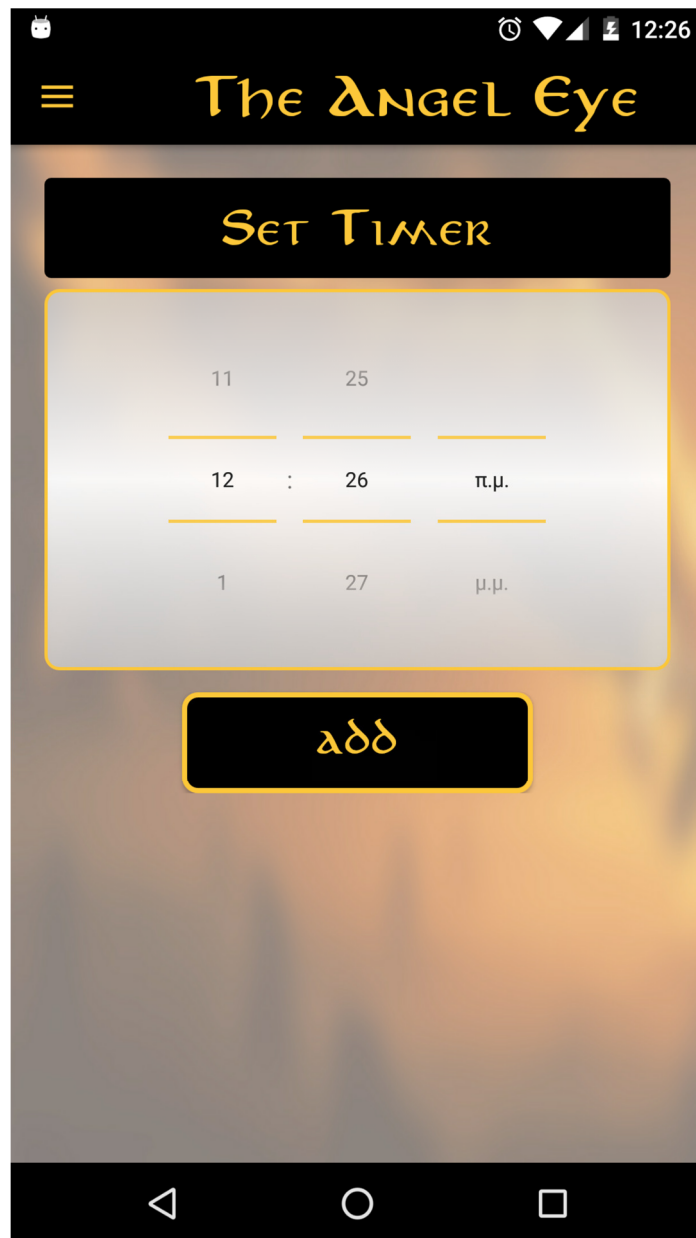 12:26
The Angel Eye
Set Timer
11 25
12 : 26 π.μ.
1 27 μ.μ.
add